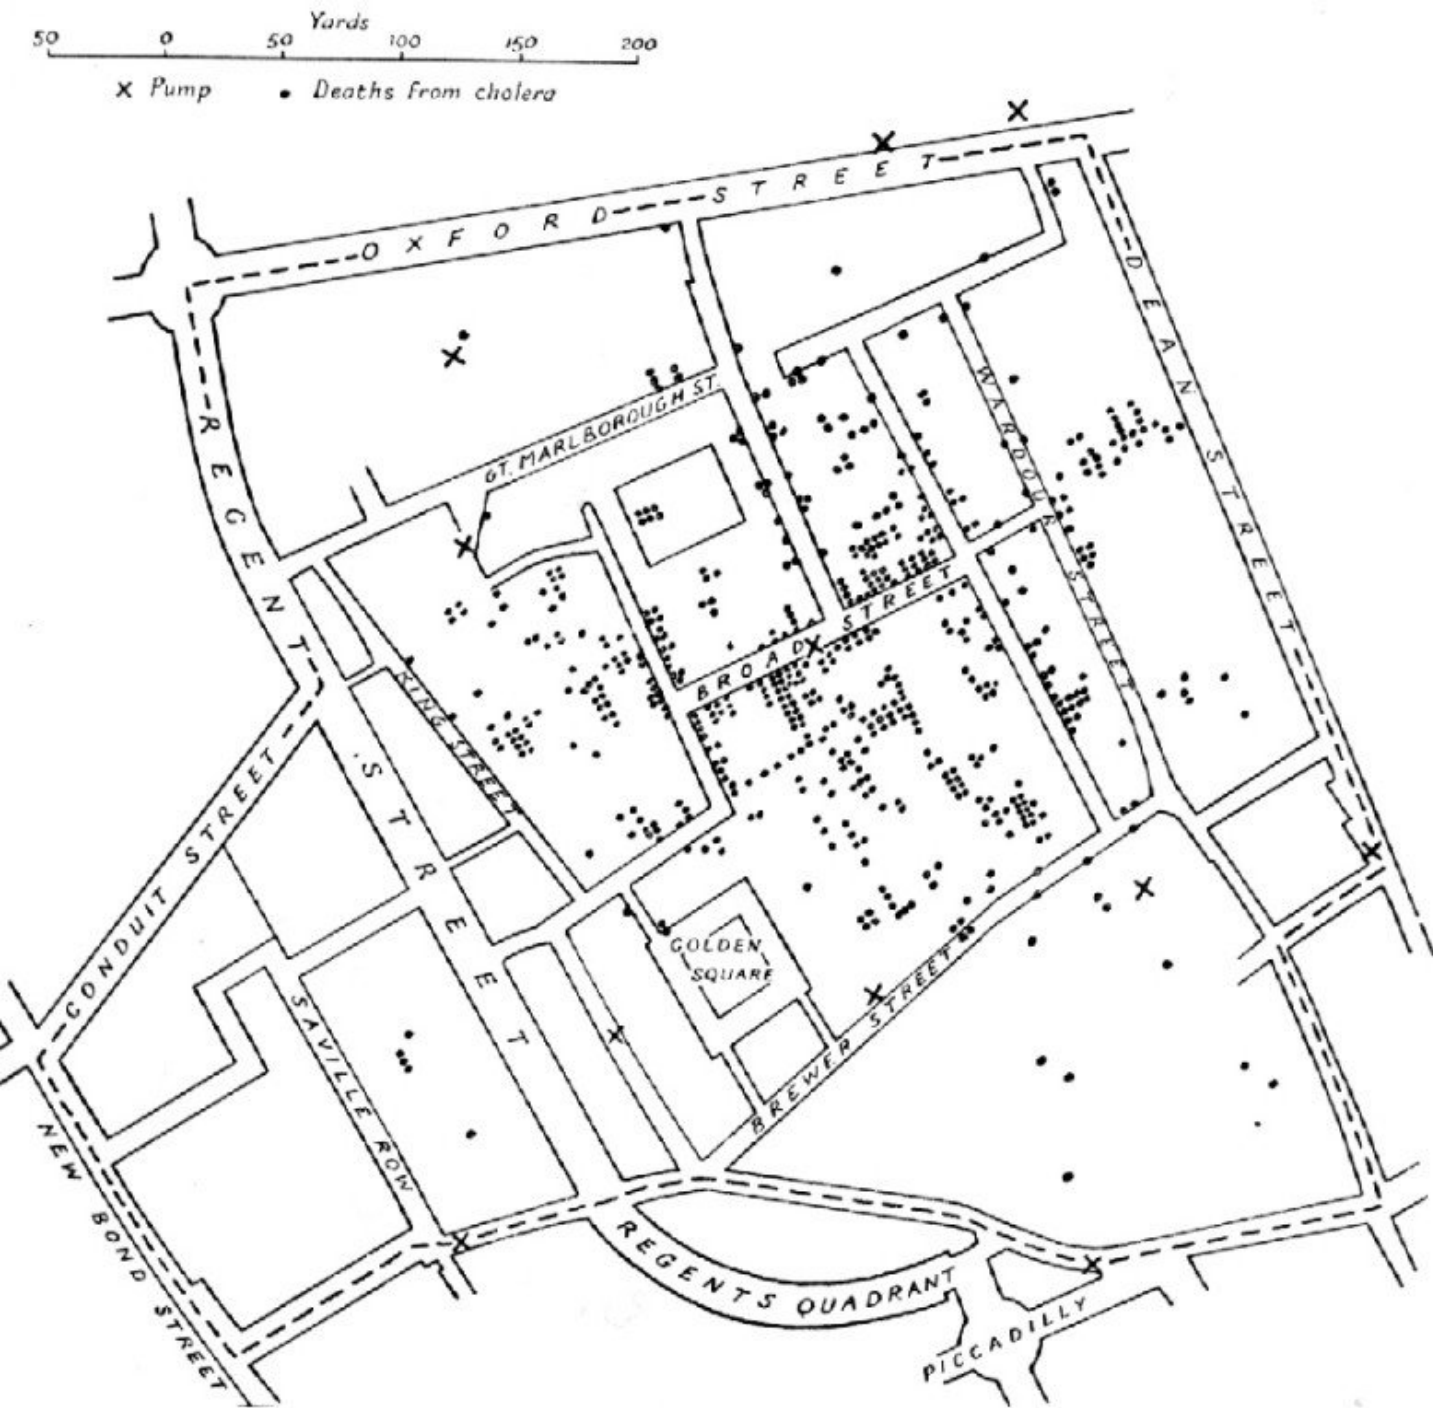 Yards
50 0 50 100 150 200
× Pump • Deaths from cholera
OXFORD STREET
DEAN STREET
REGENT STREET
GT. MARLBOROUGH ST.
WARDOUR STREET
BROAD STREET
KING STREET
CONDUIT STREET
GOLDEN
SQUARE
SAVILLE ROW
BREWER STREET
NEW BOND STREET
REGENTS QUADRANT
PICCADILLY